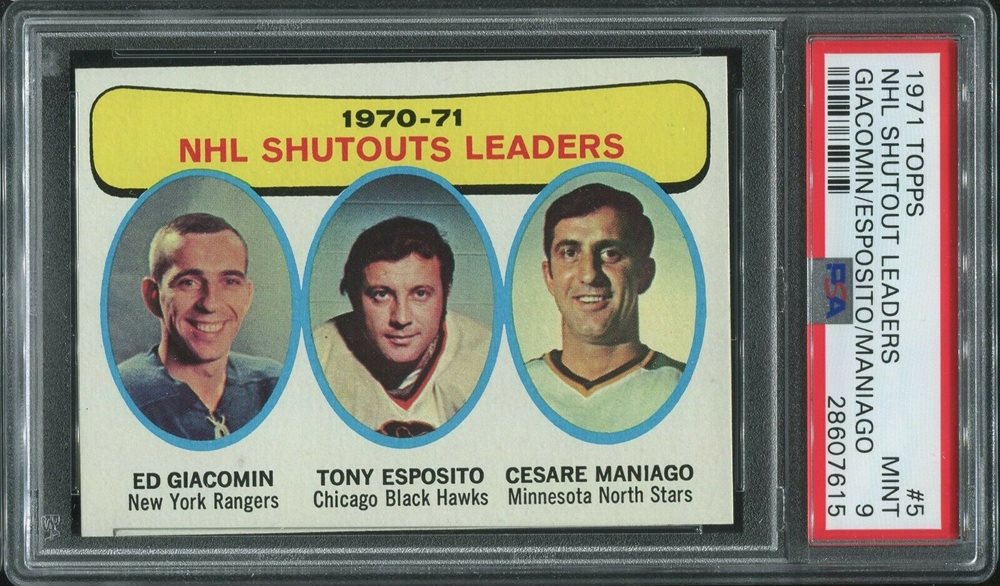 1970-71
NHL SHUTOUTS LEADERS
ED GIACOMIN
New York Rangers
TONY ESPOSITO
Chicago Black Hawks
CESARE MANIAGO
Minnesota North Stars
1971 TOPPS #5
NHL SHUTOUT LEADERS MINT
GIACOMIN/ESPOSITO/MANIAGO 9
PSA 28607615